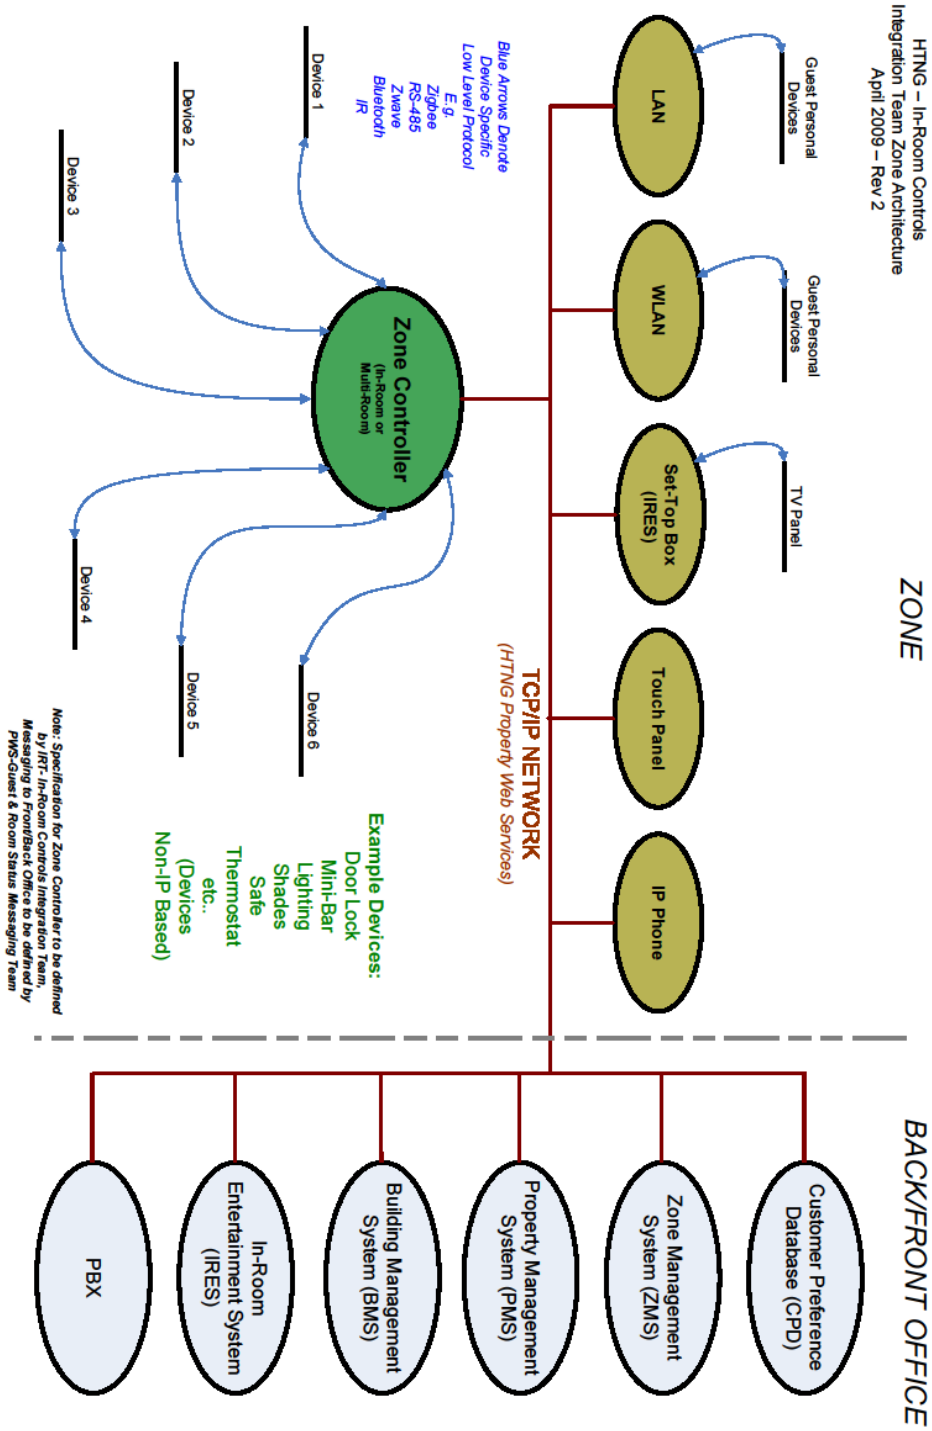 HTNG – In-Room Controls
Integration Team Zone Architecture
April 2009 – Rev 2
ZONE
BACK/FRONT OFFICE
Guest Personal
Devices
Guest Personal
Devices
TV Panel
LAN
WLAN
Set-Top Box
(IRES)
Touch Panel
IP Phone
Blue Arrows Denote
Device Specific
Low Level Protocol
E.g.
Zigbee
RS-485
Zwave
Bluetooth
IR
TCP/IP NETWORK
(HTNG Property Web Services)
Zone Controller
(In-Room or
Multi-Room)
Device 1
Device 2
Device 3
Device 4
Device 5
Device 6
Example Devices:
Door Lock
Mini-Bar
Lighting
Shades
Safe
Thermostat
etc..
(Devices
Non-IP Based)
Note: Specification for Zone Controller to be defined
by IRT- In-Room Controls Integration Team,
Messaging to Front/Back Office to be defined by
PWS-Guest & Room Status Messaging Team
Customer Preference
Database (CPD)
Zone Management
System (ZMS)
Property Management
System (PMS)
Building Management
System (BMS)
In-Room
Entertainment System
(IRES)
PBX